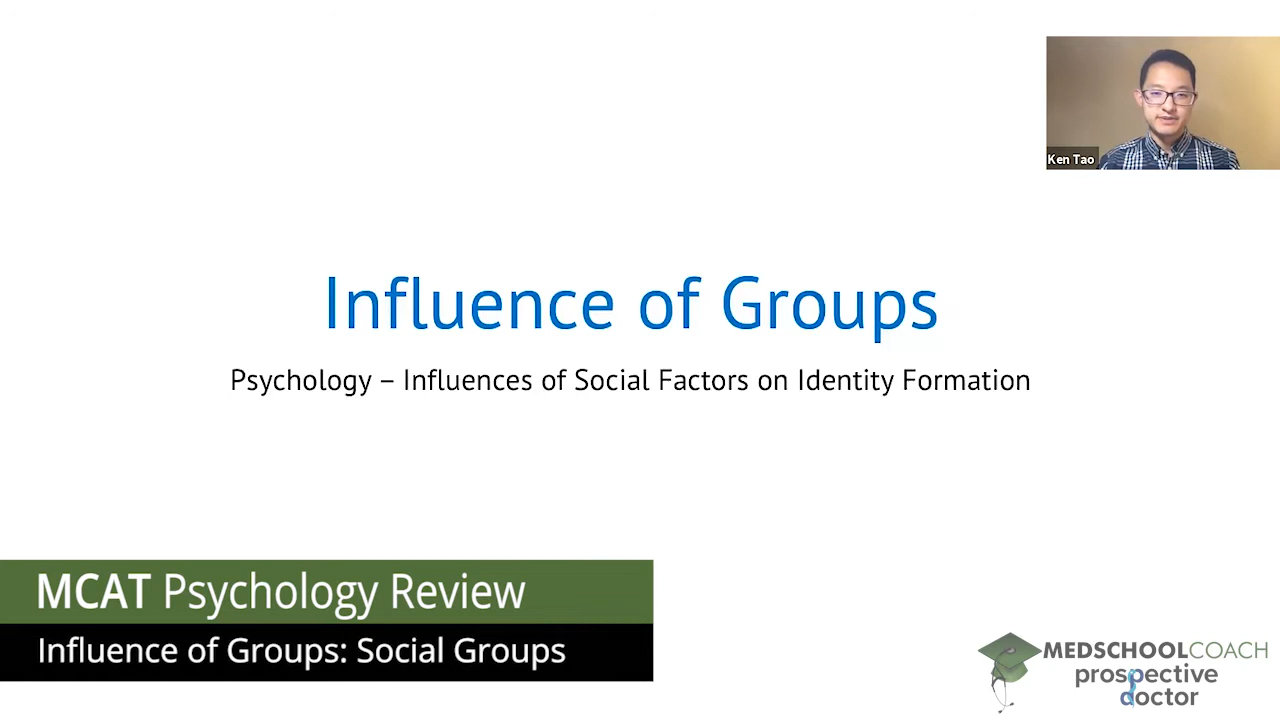 Ken Tao
Influence of Groups
Psychology – Influences of Social Factors on Identity Formation
MCAT Psychology Review
Influence of Groups: Social Groups
MEDSCHOOLCOACH
prospective
doctor